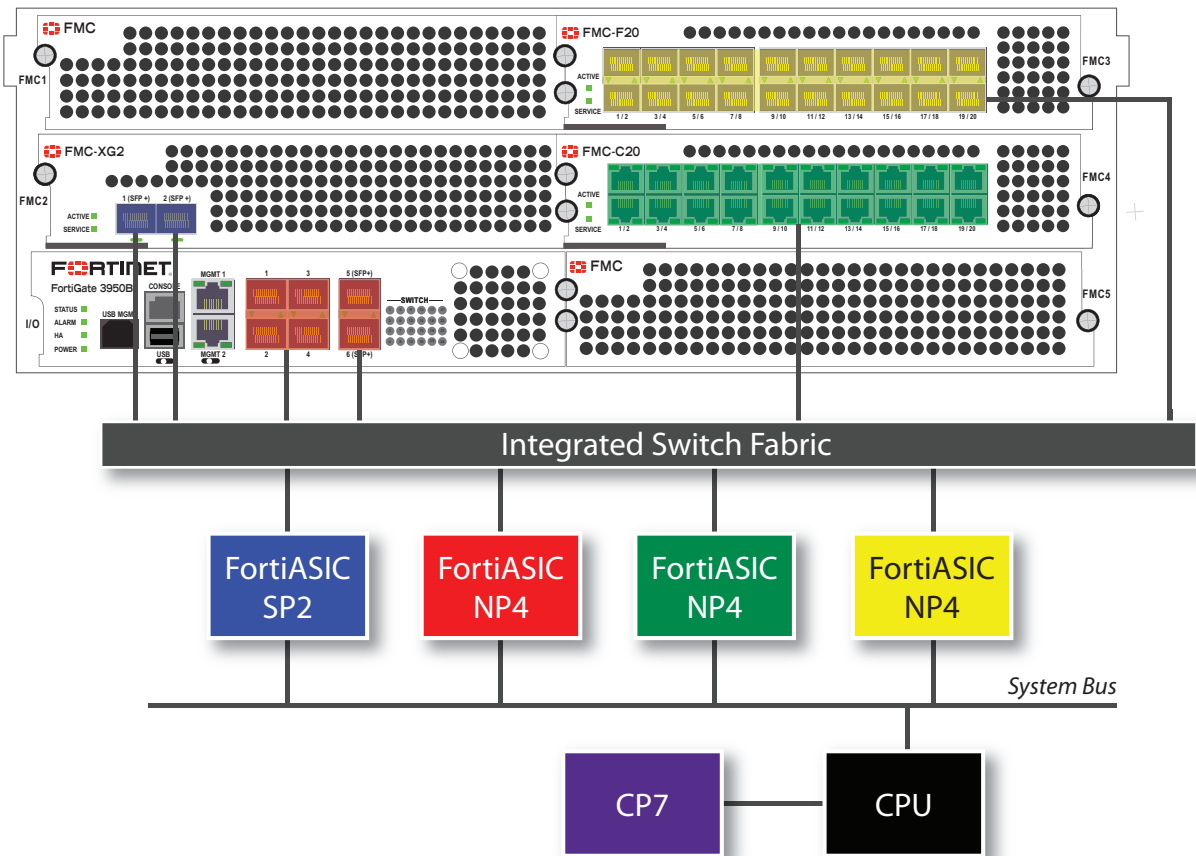 FMC
FMC1
FMC-F20
FMC3
ACTIVE
SERVICE
1 / 2 3 / 4 5 / 6 7 / 8 9 / 10 11 / 12 13 / 14 15 / 16 17 / 18 19 / 20
FMC-XG2
FMC2
1 (SFP +) 2 (SFP +)
ACTIVE
SERVICE
FMC-C20
FMC4
ACTIVE
SERVICE
1 / 2 3 / 4 5 / 6 7 / 8 9 / 10 11 / 12 13 / 14 15 / 16 17 / 18 19 / 20
FORTINET
FortiGate 3950B
I/O
STATUS
ALARM
HA
POWER
USB MGMT
CONSOLE
USB
MGMT 1
MGMT 2
1 3 5 (SFP+)
2 4 6 (SFP+)
SWITCH
FMC
FMC5
Integrated Switch Fabric
FortiASIC
SP2
FortiASIC
NP4
FortiASIC
NP4
FortiASIC
NP4
System Bus
CP7
CPU